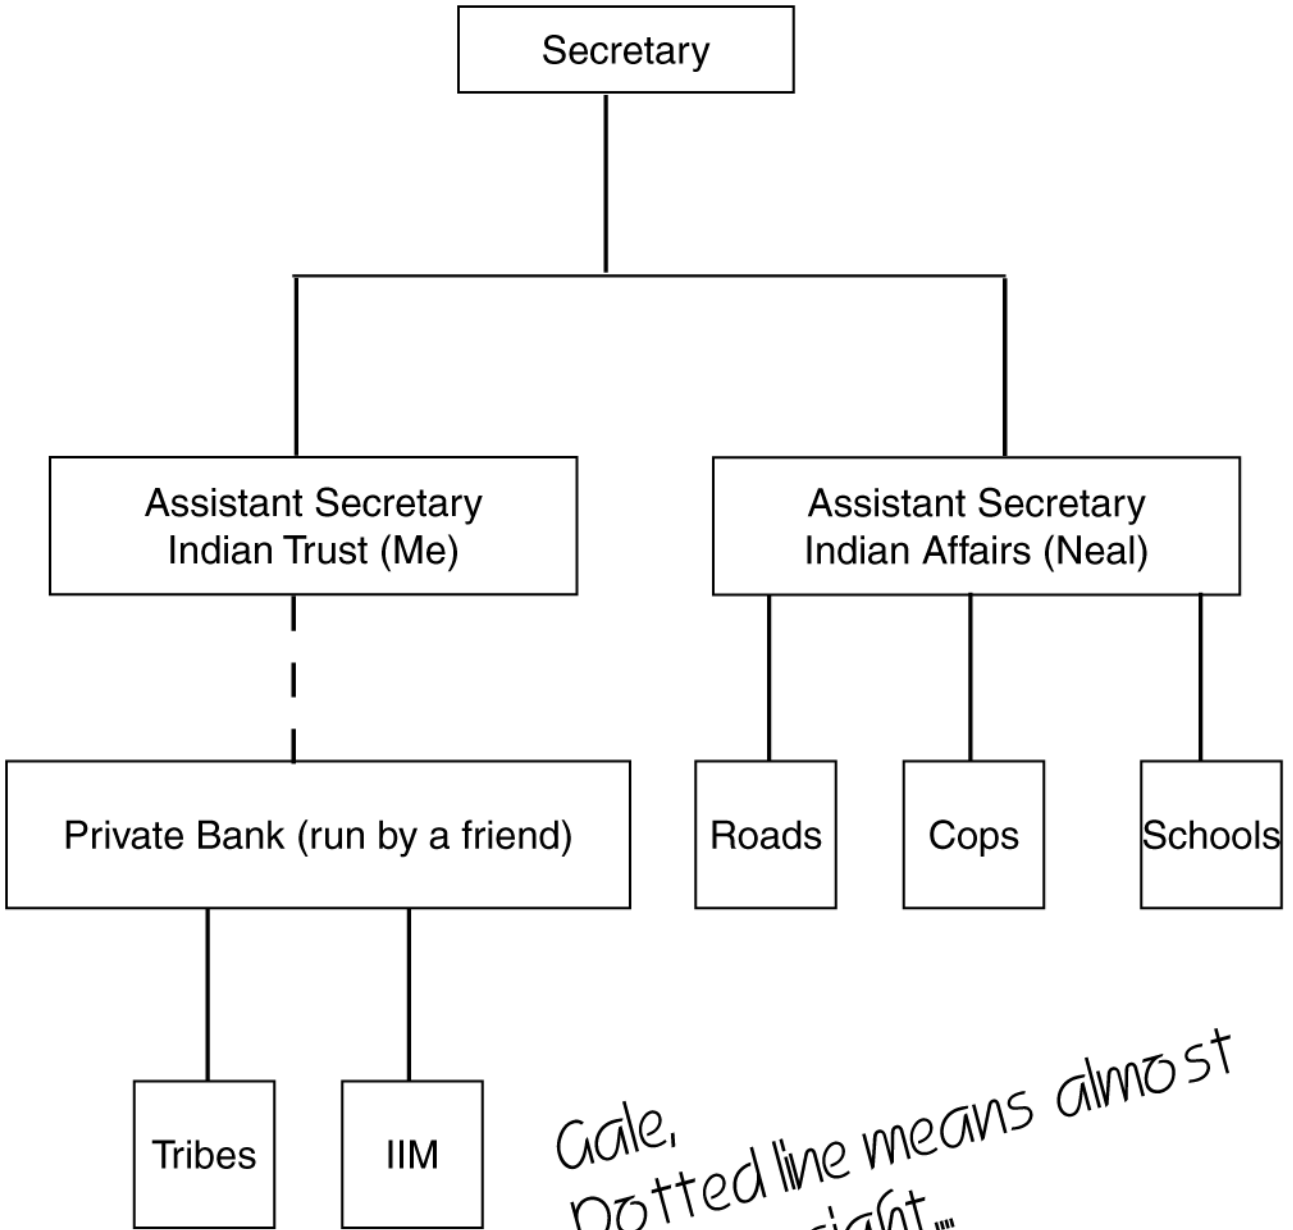 Secretary
Assistant Secretary
Indian Trust (Me)
Assistant Secretary
Indian Affairs (Neal)
Private Bank (run by a friend)
Roads
Cops
Schools
Tribes
IIM
Gale,
Dotted line means almost